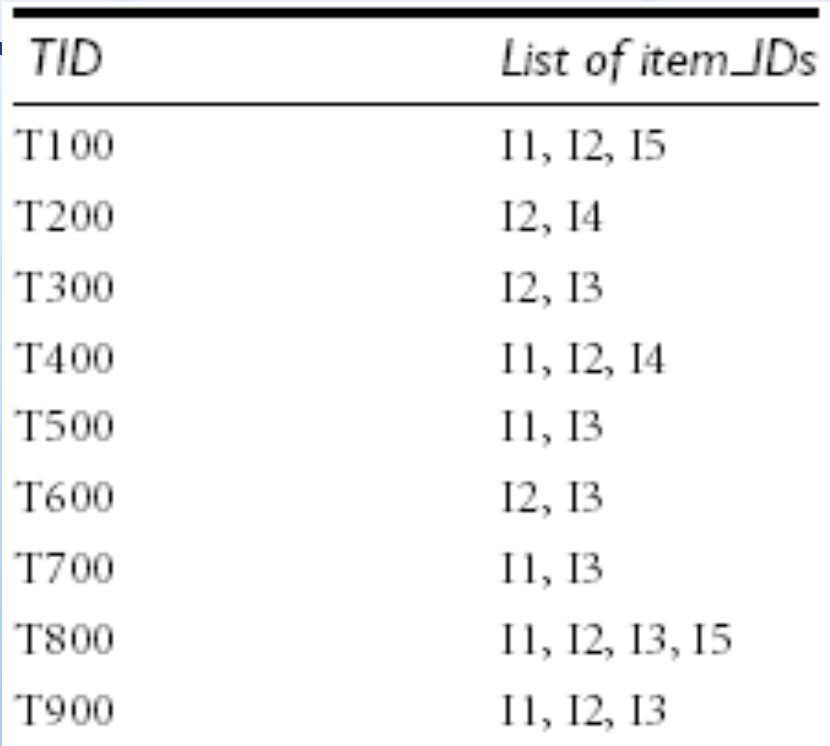 TID List of item_IDs
T100 I1, I2, I5
T200 I2, I4
T300 I2, I3
T400 I1, I2, I4
T500 I1, I3
T600 I2, I3
T700 I1, I3
T800 I1, I2, I3, I5
T900 I1, I2, I3